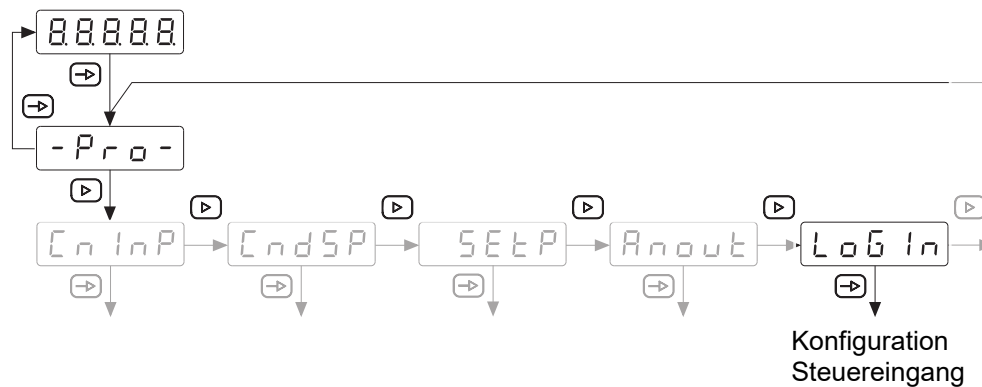 8.8.8.8.8.
-Pro-
CnInP CndSP SEtP Anout LoGIn
Konfiguration
Steuereingang